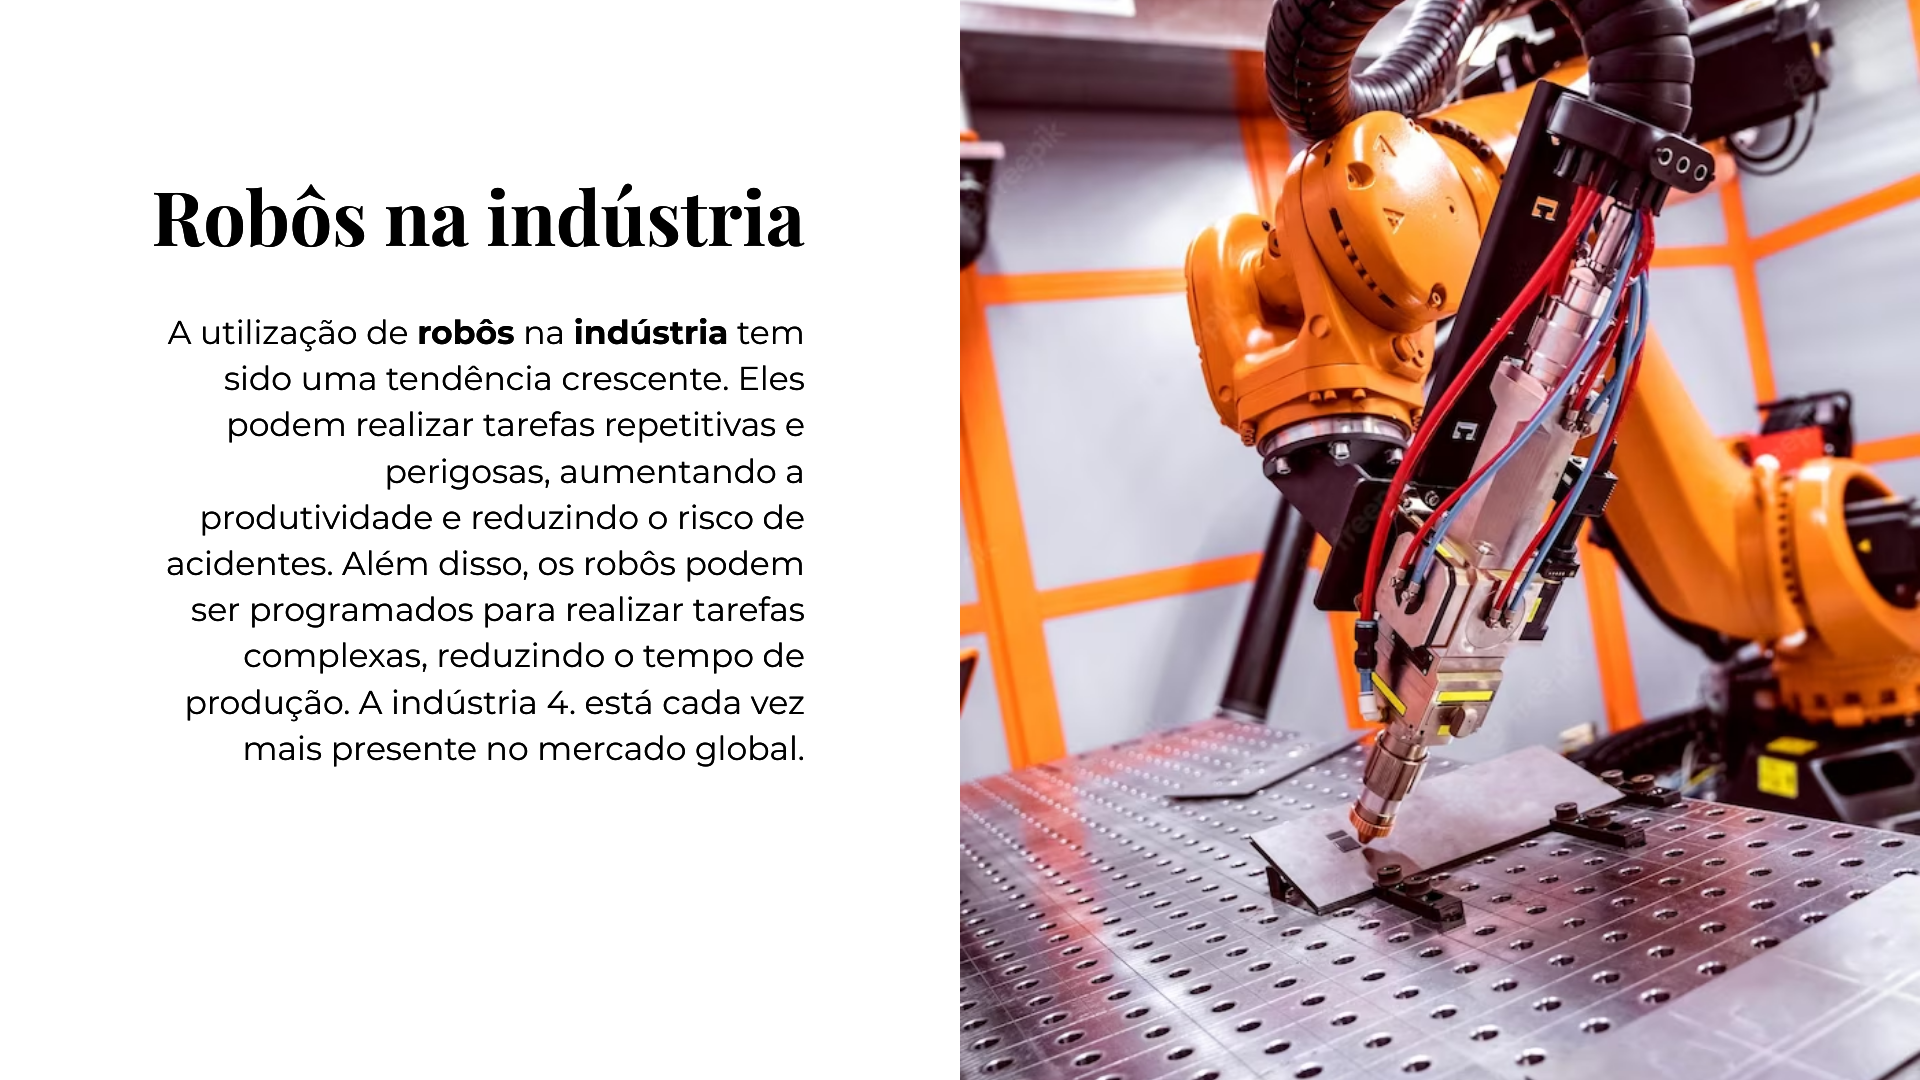 Robôs na indústria
A utilização de robôs na indústria tem
sido uma tendência crescente. Eles
podem realizar tarefas repetitivas e
perigosas, aumentando a
produtividade e reduzindo o risco de
acidentes. Além disso, os robôs podem
ser programados para realizar tarefas
complexas, reduzindo o tempo de
produção. A indústria 4. está cada vez
mais presente no mercado global.
freepik